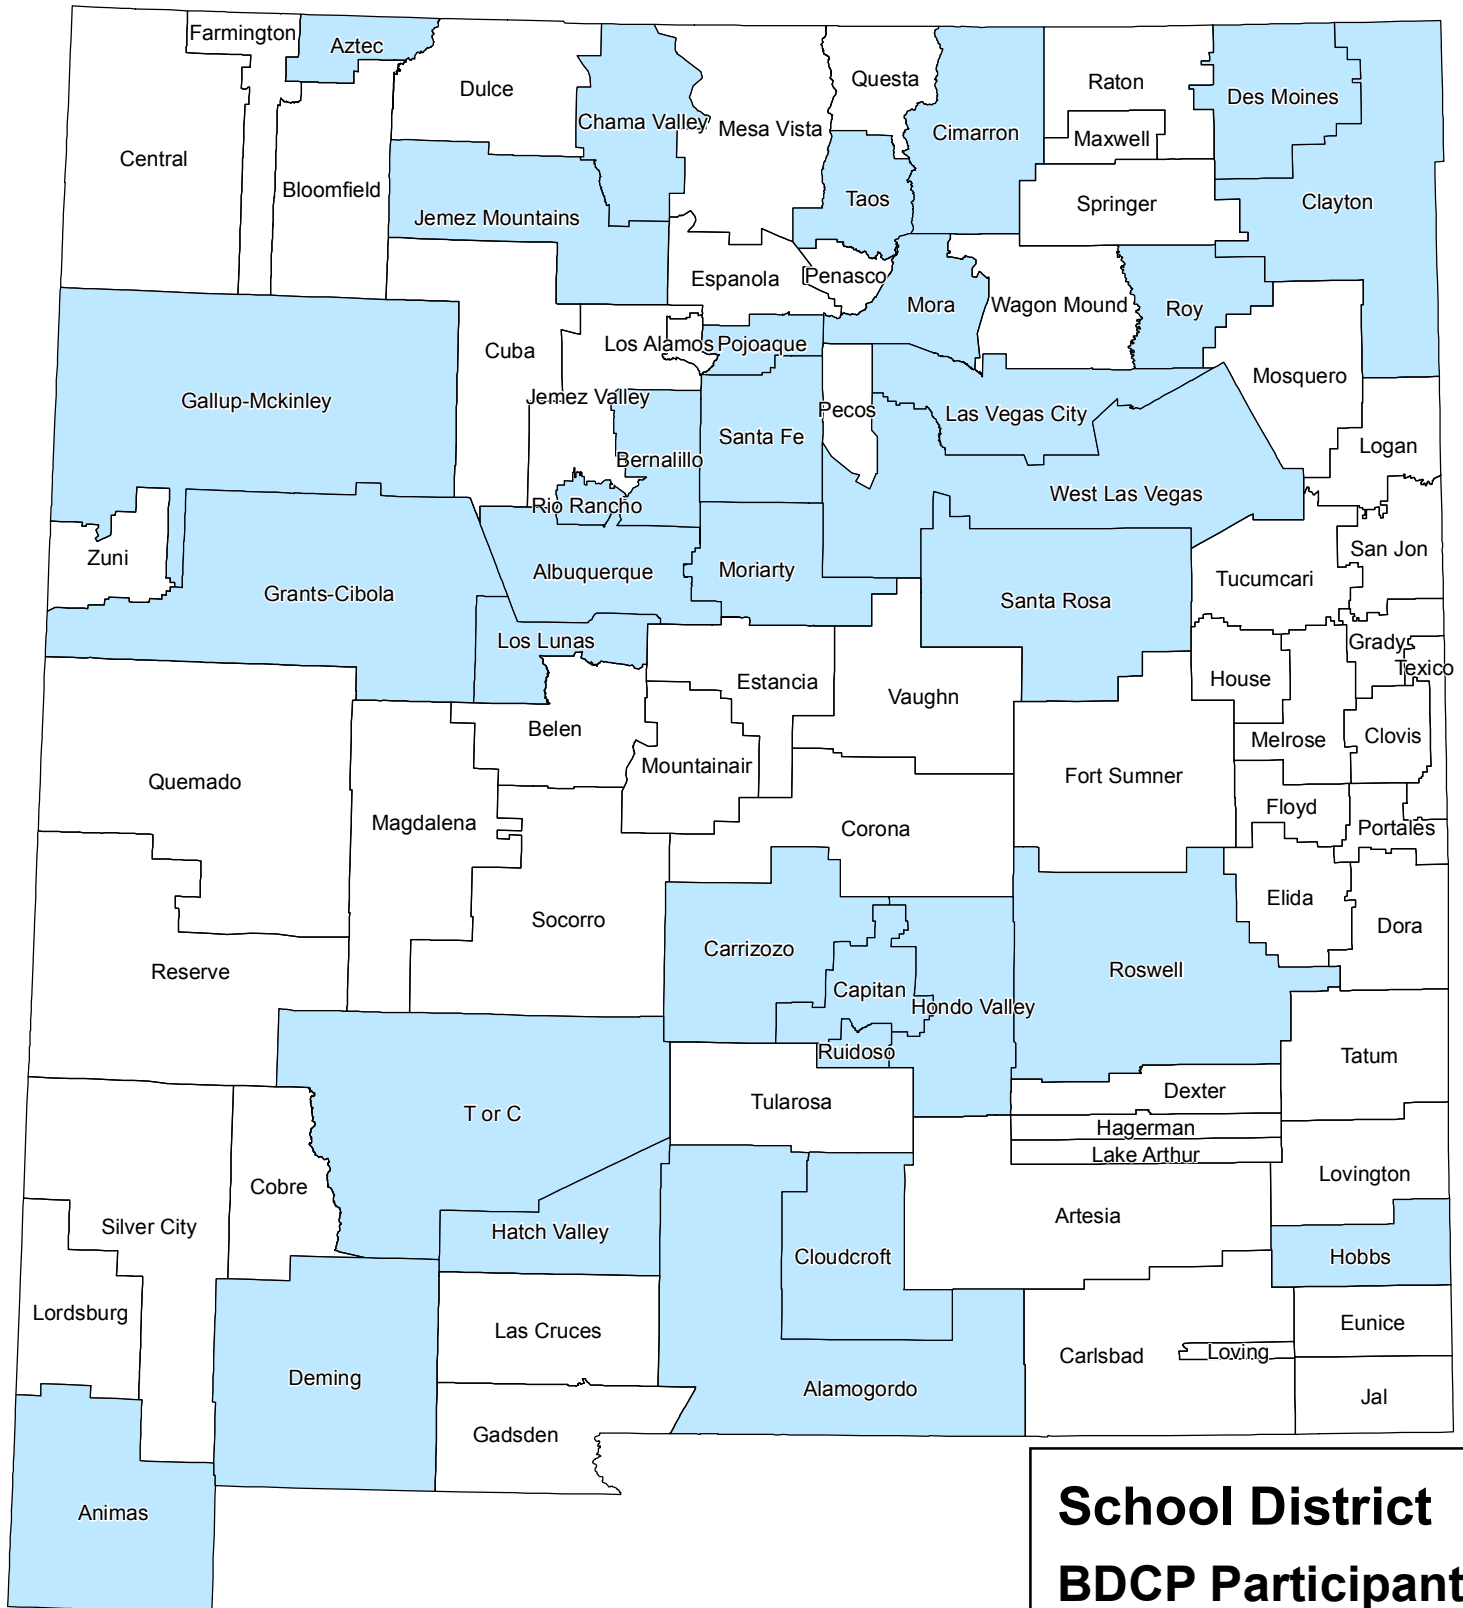 Farmington
Aztec
Dulce
Questa
Raton
Des Moines
Chama Valley
Mesa Vista
Cimarron
Maxwell
Central
Bloomfield
Taos
Springer
Clayton
Jemez Mountains
Espanola
Penasco
Mora
Wagon Mound
Roy
Cuba
Los Alamos
Pojoaque
Mosquero
Gallup-Mckinley
Jemez Valley
Pecos
Las Vegas City
Santa Fe
Logan
Bernalillo
West Las Vegas
Rio Rancho
San Jon
Zuni
Albuquerque
Moriarty
Tucumcari
Grants-Cibola
Santa Rosa
Los Lunas
Grady
Texico
Estancia
House
Vaughn
Belen
Melrose
Clovis
Mountainair
Quemado
Fort Sumner
Magdalena
Floyd
Corona
Portales
Elida
Socorro
Dora
Carrizozo
Reserve
Roswell
Capitan
Hondo Valley
Ruidoso
Tatum
Dexter
T or C
Tularosa
Hagerman
Lake Arthur
Lovington
Cobre
Silver City
Artesia
Hatch Valley
Cloudcroft
Hobbs
Lordsburg
Las Cruces
Eunice
Loving
Carlsbad
Deming
Alamogordo
Jal
Gadsden
Animas
School District
BDCP Participant